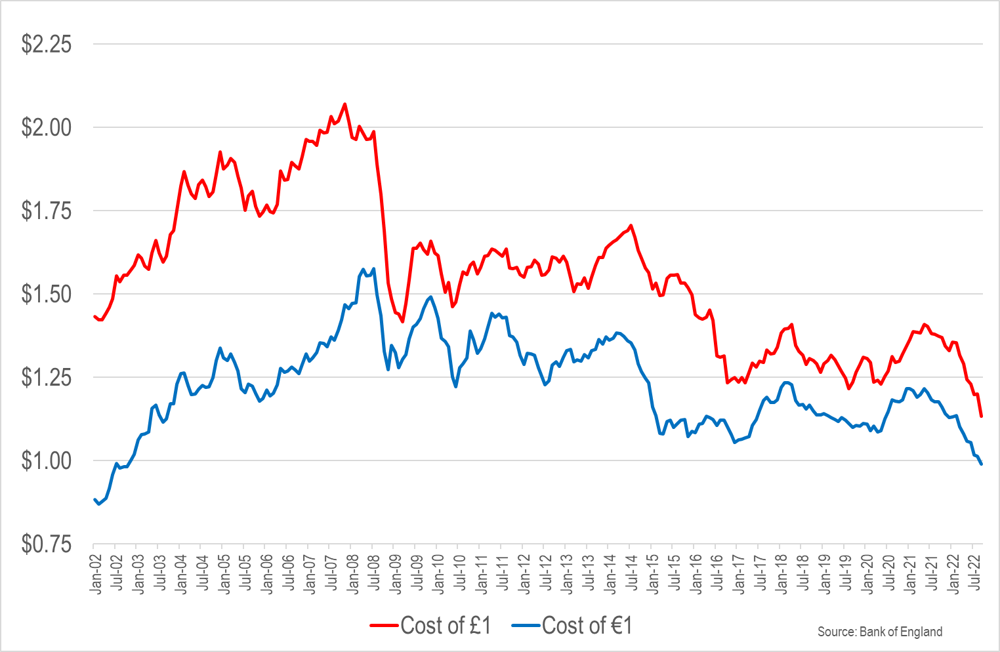 $2.25
$2.00
$1.75
$1.50
$1.25
$1.00
$0.75
Jan-02
Jul-02
Jan-03
Jul-03
Jan-04
Jul-04
Jan-05
Jul-05
Jan-06
Jul-06
Jan-07
Jul-07
Jan-08
Jul-08
Jan-09
Jul-09
Jan-10
Jul-10
Jan-11
Jul-11
Jan-12
Jul-12
Jan-13
Jul-13
Jan-14
Jul-14
Jan-15
Jul-15
Jan-16
Jul-16
Jan-17
Jul-17
Jan-18
Jul-18
Jan-19
Jul-19
Jan-20
Jul-20
Jan-21
Jul-21
Jan-22
Jul-22
Cost of £1 Cost of €1
Source: Bank of England